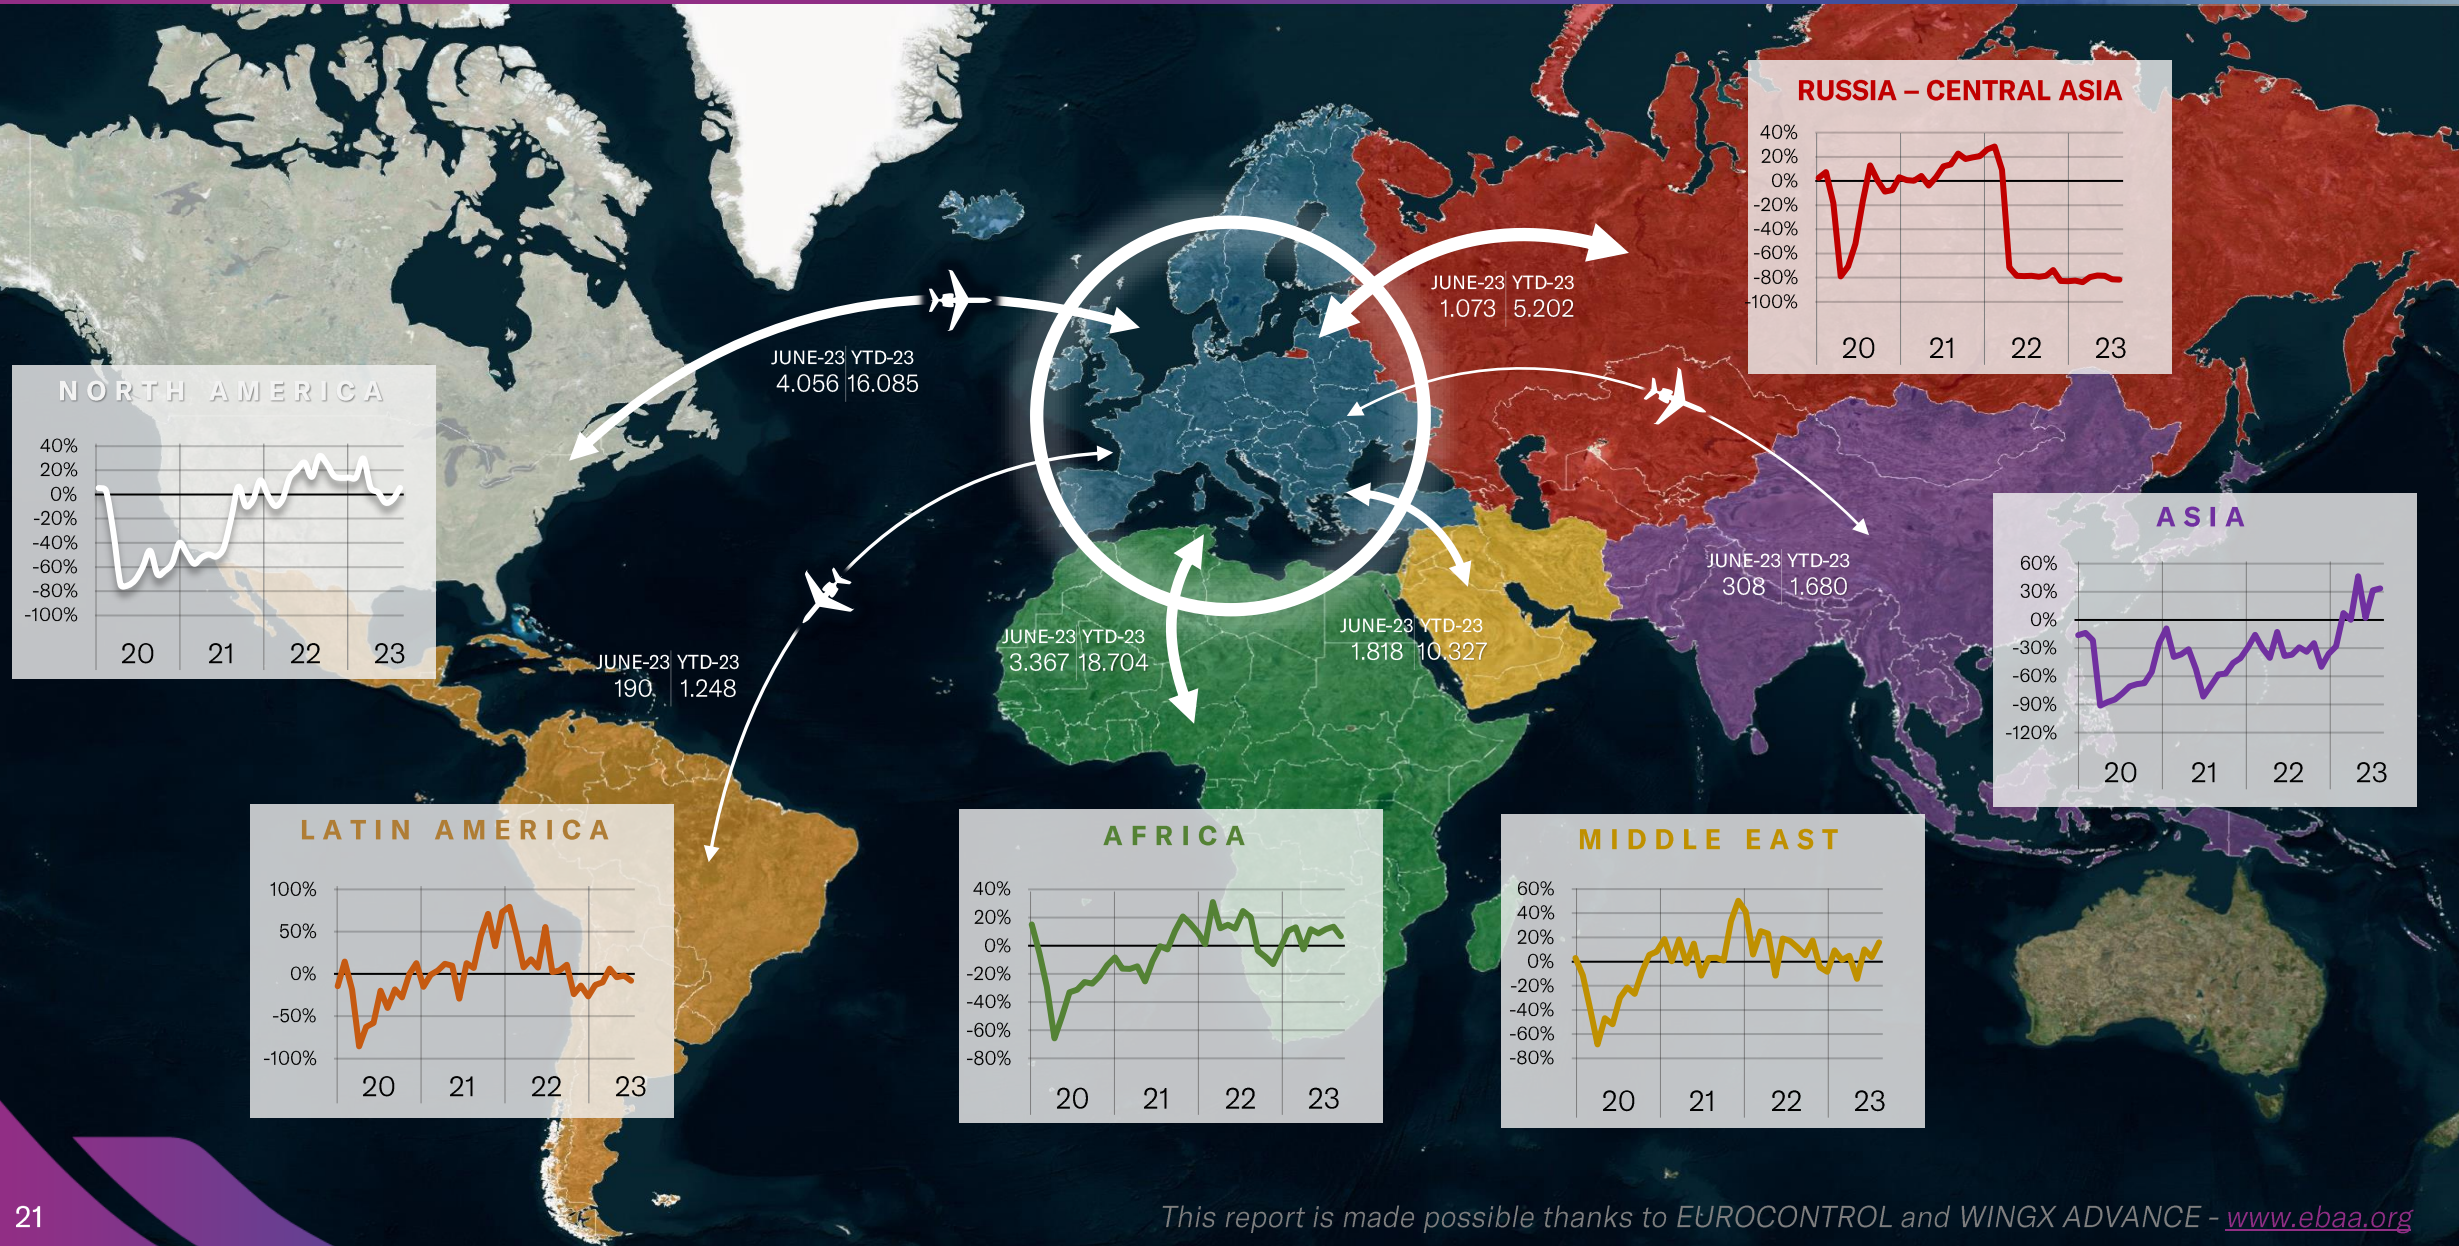 RUSSIA – CENTRAL ASIA
40%
20%
0%
-20%
-40%
-60%
-80%
-100%
20 21 22 23
JUNE-23 YTD-23
1.073 5.202
JUNE-23 YTD-23
4.056 16.085
NORTH AMERICA
40%
20%
0%
-20%
-40%
-60%
-80%
-100%
20 21 22 23
ASIA
60%
30%
0%
-30%
-60%
-90%
-120%
20 21 22 23
JUNE-23 YTD-23
308 1.680
JUNE-23 YTD-23
3.367 18.704
JUNE-23 YTD-23
1.818 10.327
JUNE-23 YTD-23
190 1.248
LATIN AMERICA
100%
50%
0%
-50%
-100%
20 21 22 23
AFRICA
40%
20%
0%
-20%
-40%
-60%
-80%
20 21 22 23
MIDDLE EAST
60%
40%
20%
0%
-20%
-40%
-60%
-80%
20 21 22 23
21
This report is made possible thanks to EUROCONTROL and WINGX ADVANCE - www.ebaa.org